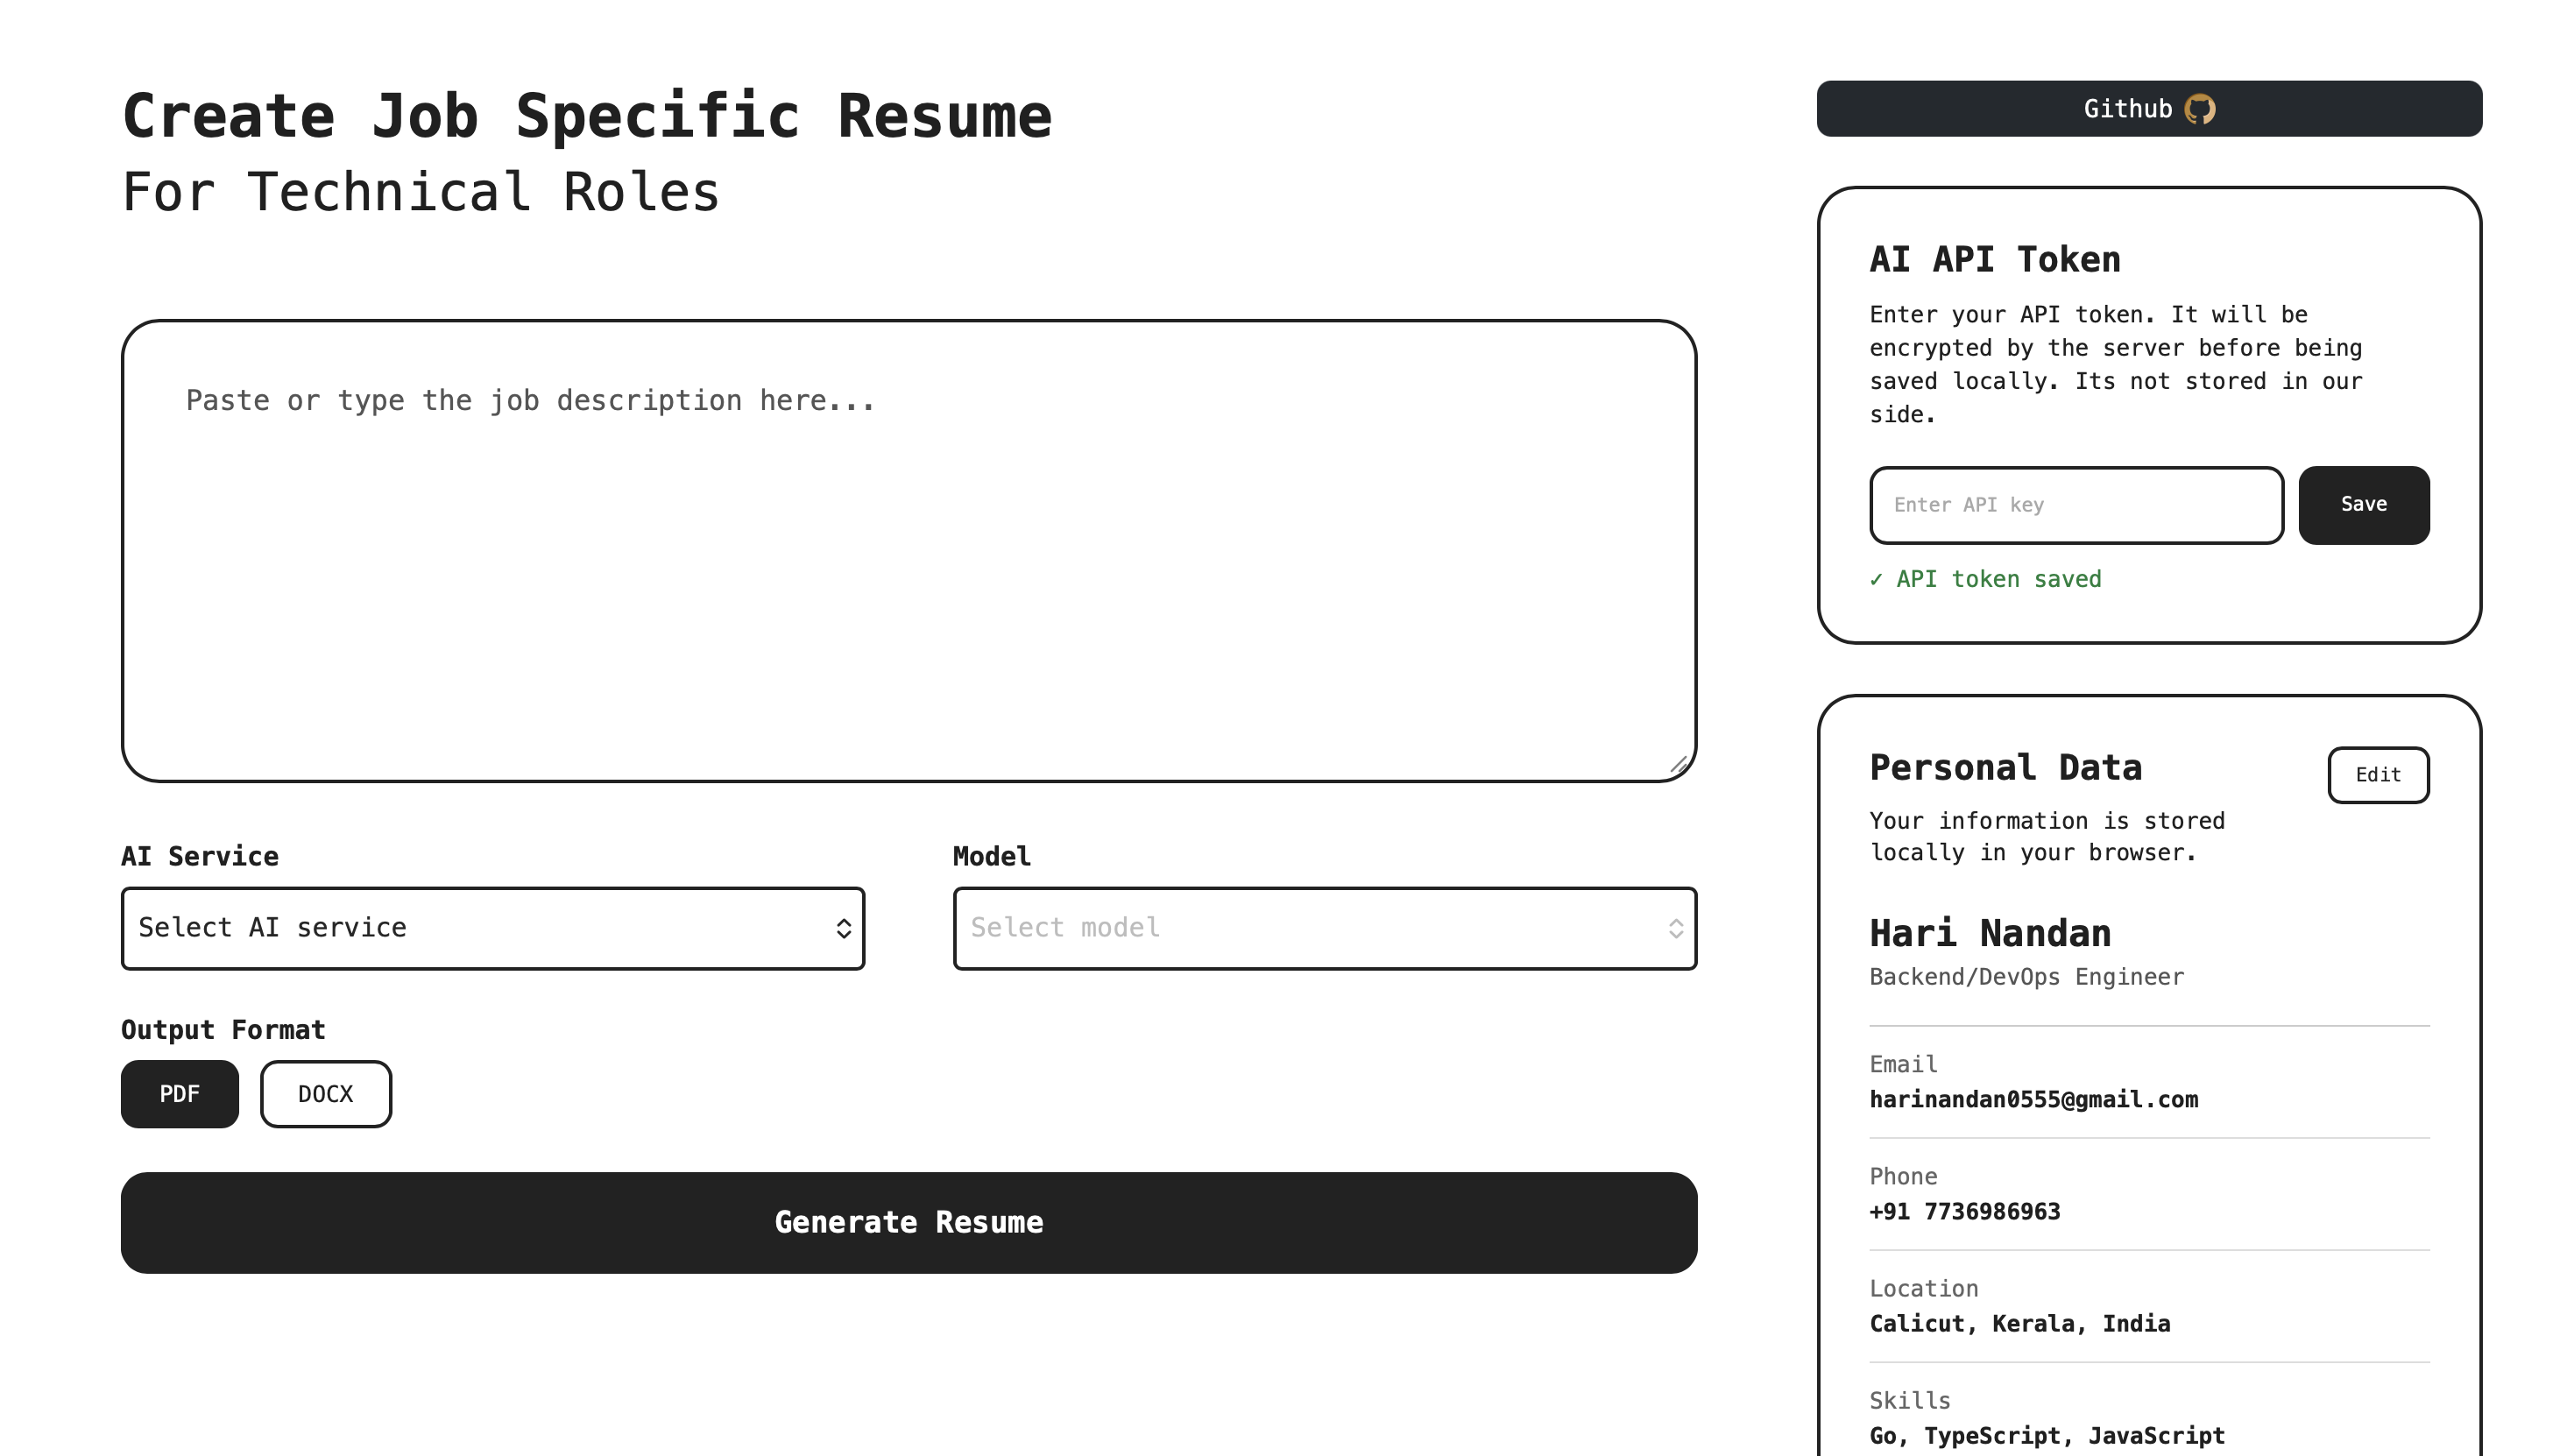 Create Job Specific Resume
For Technical Roles
Paste or type the job description here...
AI Service
Select AI service
Model
Select model
Output Format
PDF
DOCX
Generate Resume
Github
AI API Token
Enter your API token. It will be
encrypted by the server before being
saved locally. Its not stored in our
side.
Enter API key
Save
✓ API token saved
Personal Data
Edit
Your information is stored
locally in your browser.
Hari Nandan
Backend/DevOps Engineer
Email
harinandan0555@gmail.com
Phone
+91 7736986963
Location
Calicut, Kerala, India
Skills
Go, TypeScript, JavaScript